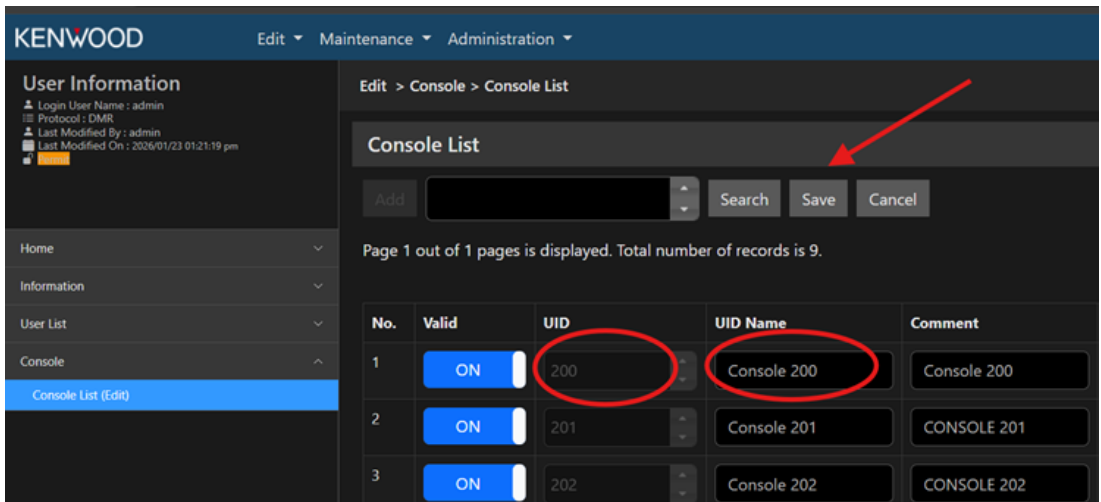 KENWOOD
Edit Maintenance Administration
User Information
Login User Name : admin
Protocol : DMR
Last Modified By : admin
Last Modified On : 2026/01/23 01:21:19 pm
Permit
Home
Information
User List
Console
Console List (Edit)
Edit > Console > Console List
Console List
Add Search Save Cancel
Page 1 out of 1 pages is displayed. Total number of records is 9.
No. Valid UID UID Name Comment
1 ON 200 Console 200 Console 200
2 ON 201 Console 201 CONSOLE 201
3 ON 202 Console 202 CONSOLE 202